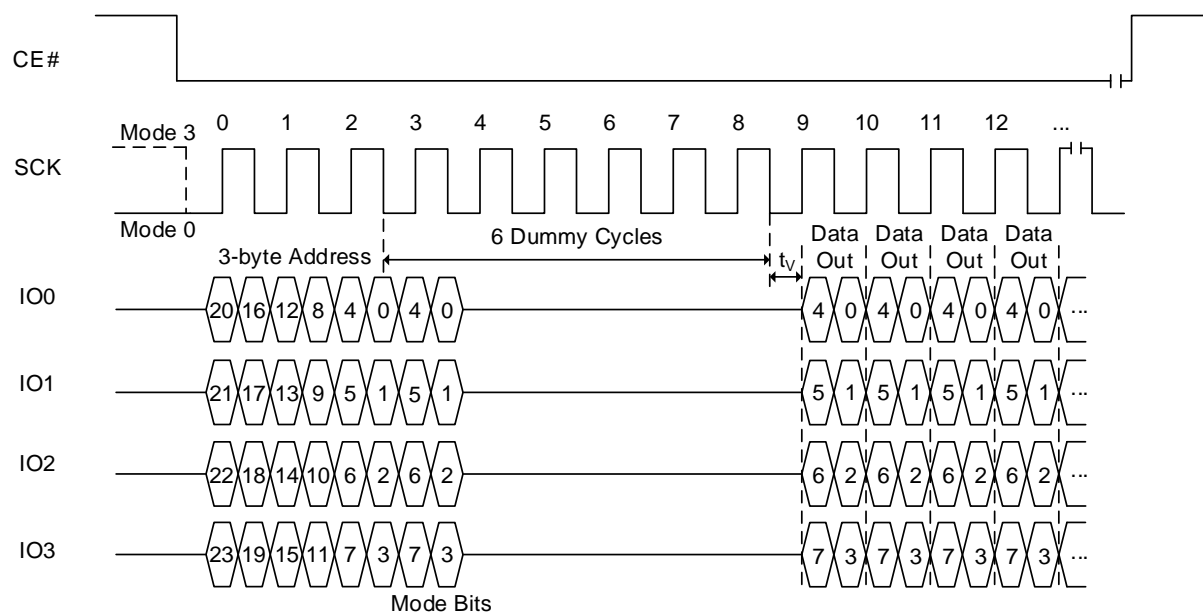 CE#
0 1 2 3 4 5 6 7 8 9 10 11 12 ...
Mode 3
SCK
Mode 0
6 Dummy Cycles
3-byte Address
tV
Data Out
Data Out
Data Out
Data Out
IO0
20 16 12 8 4 0 4 0 4 0 4 0 4 0 4 0 ...
IO1
21 17 13 9 5 1 5 1 5 1 5 1 5 1 5 1 ...
IO2
22 18 14 10 6 2 6 2 6 2 6 2 6 2 6 2 ...
IO3
23 19 15 11 7 3 7 3 7 3 7 3 7 3 7 3 ...
Mode Bits